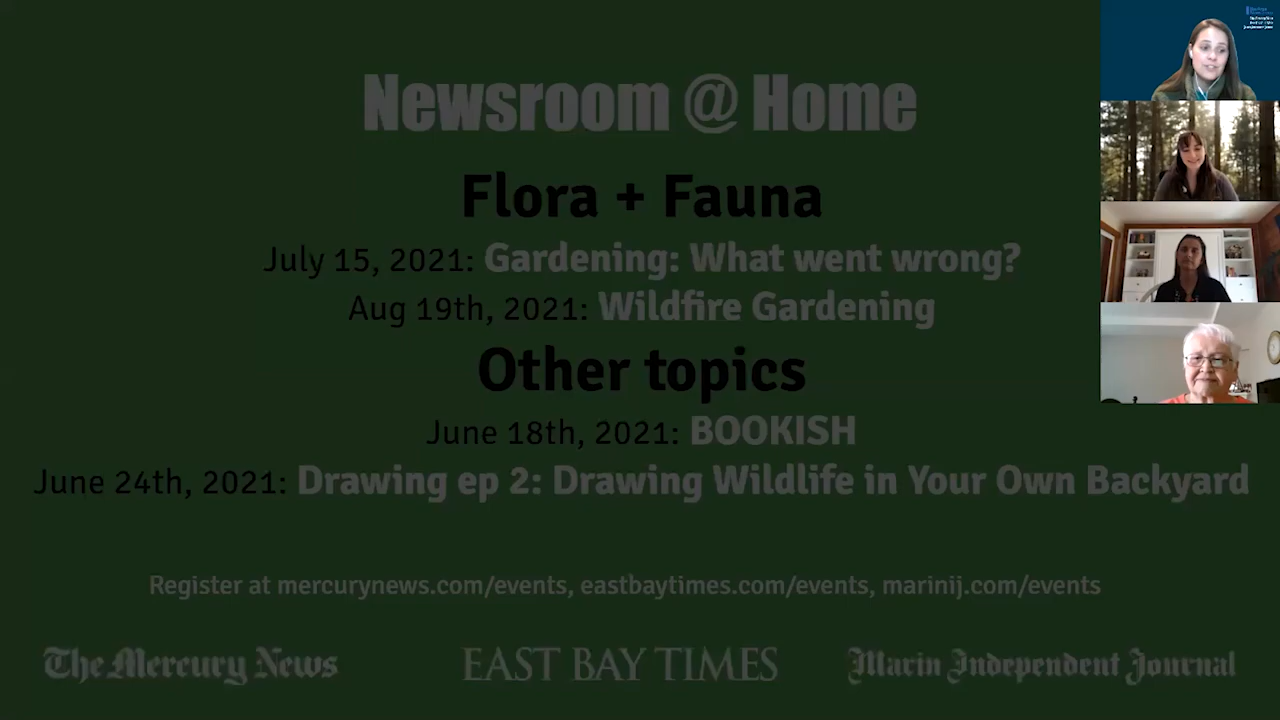 Newsroom @ Home
Flora + Fauna
July 15, 2021: Gardening: What went wrong?
Aug 19th, 2021: Wildfire Gardening
Other topics
June 18th, 2021: BOOKISH
June 24th, 2021: Drawing ep 2: Drawing Wildlife in Your Own Backyard
Register at mercurynews.com/events, eastbaytimes.com/events, marinij.com/events
The Mercury News
EAST BAY TIMES
Marin Independent Journal